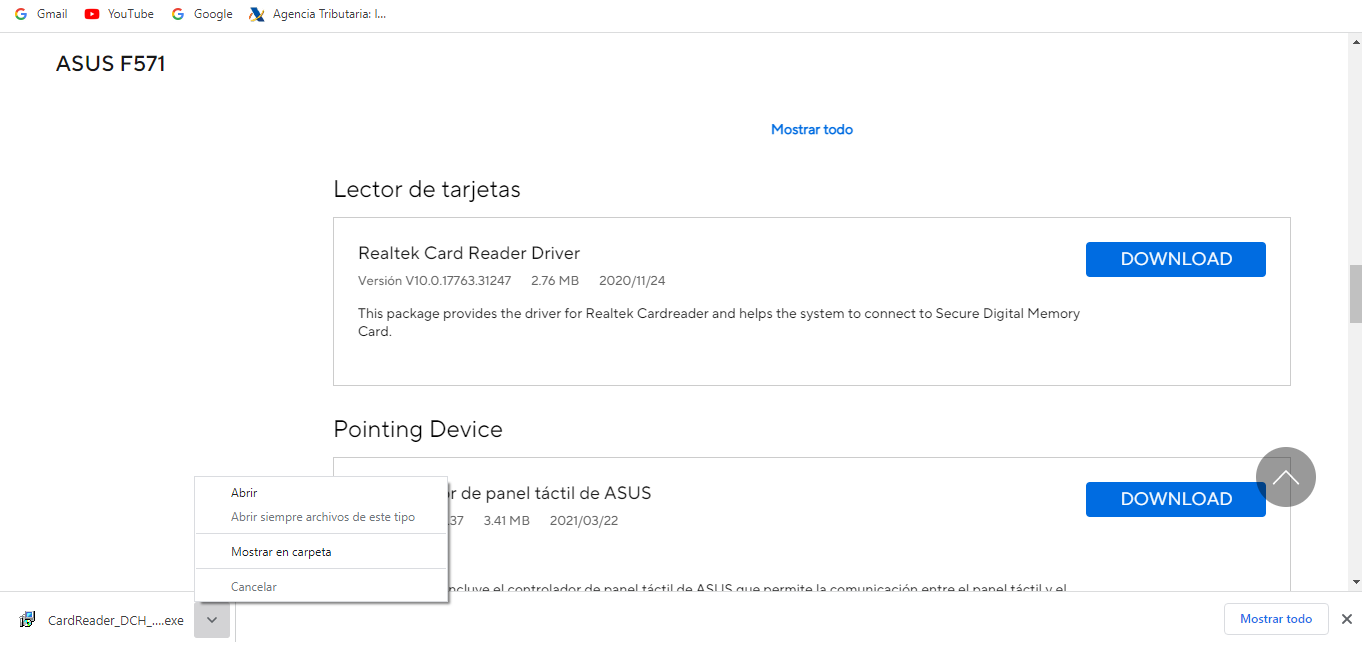 Gmail YouTube Google Agencia Tributaria: I...
ASUS F571
Mostrar todo
Lector de tarjetas
Realtek Card Reader Driver
DOWNLOAD
Versión V10.0.17763.31247 2.76 MB 2020/11/24
This package provides the driver for Realtek Cardreader and helps the system to connect to Secure Digital Memory
Card.
Pointing Device
de panel táctil de ASUS
DOWNLOAD
.37 3.41 MB 2021/03/22
incluye el controlador de panel táctil de ASUS que permite la comunicación entre el panel táctil y el
Abrir
Abrir siempre archivos de este tipo
Mostrar en carpeta
Cancelar
CardReader_DCH_....exe
Mostrar todo